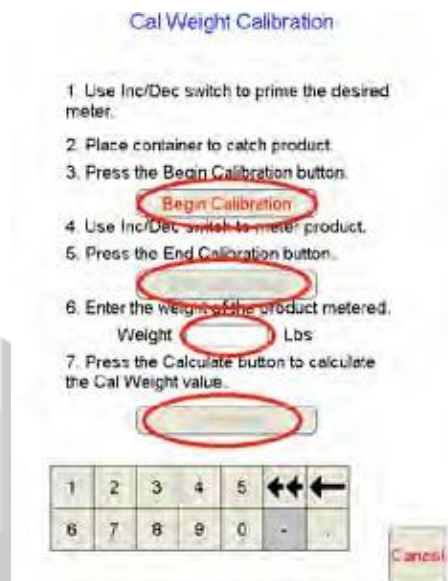 Cal Weight Calibration
1. Use Inc/Dec switch to prime the desired
meter.
2. Place container to catch product.
3. Press the Begin Calibration button.
Begin Calibration
4. Use Inc/Dec switch to meter product.
5. Press the End Calibration button.
6. Enter the weight of the product metered.
Weight Lbs
7. Press the Calculate button to calculate
the Cal Weight value.
1 2 3 4 5
6 7 8 9 0 - .
Cancel